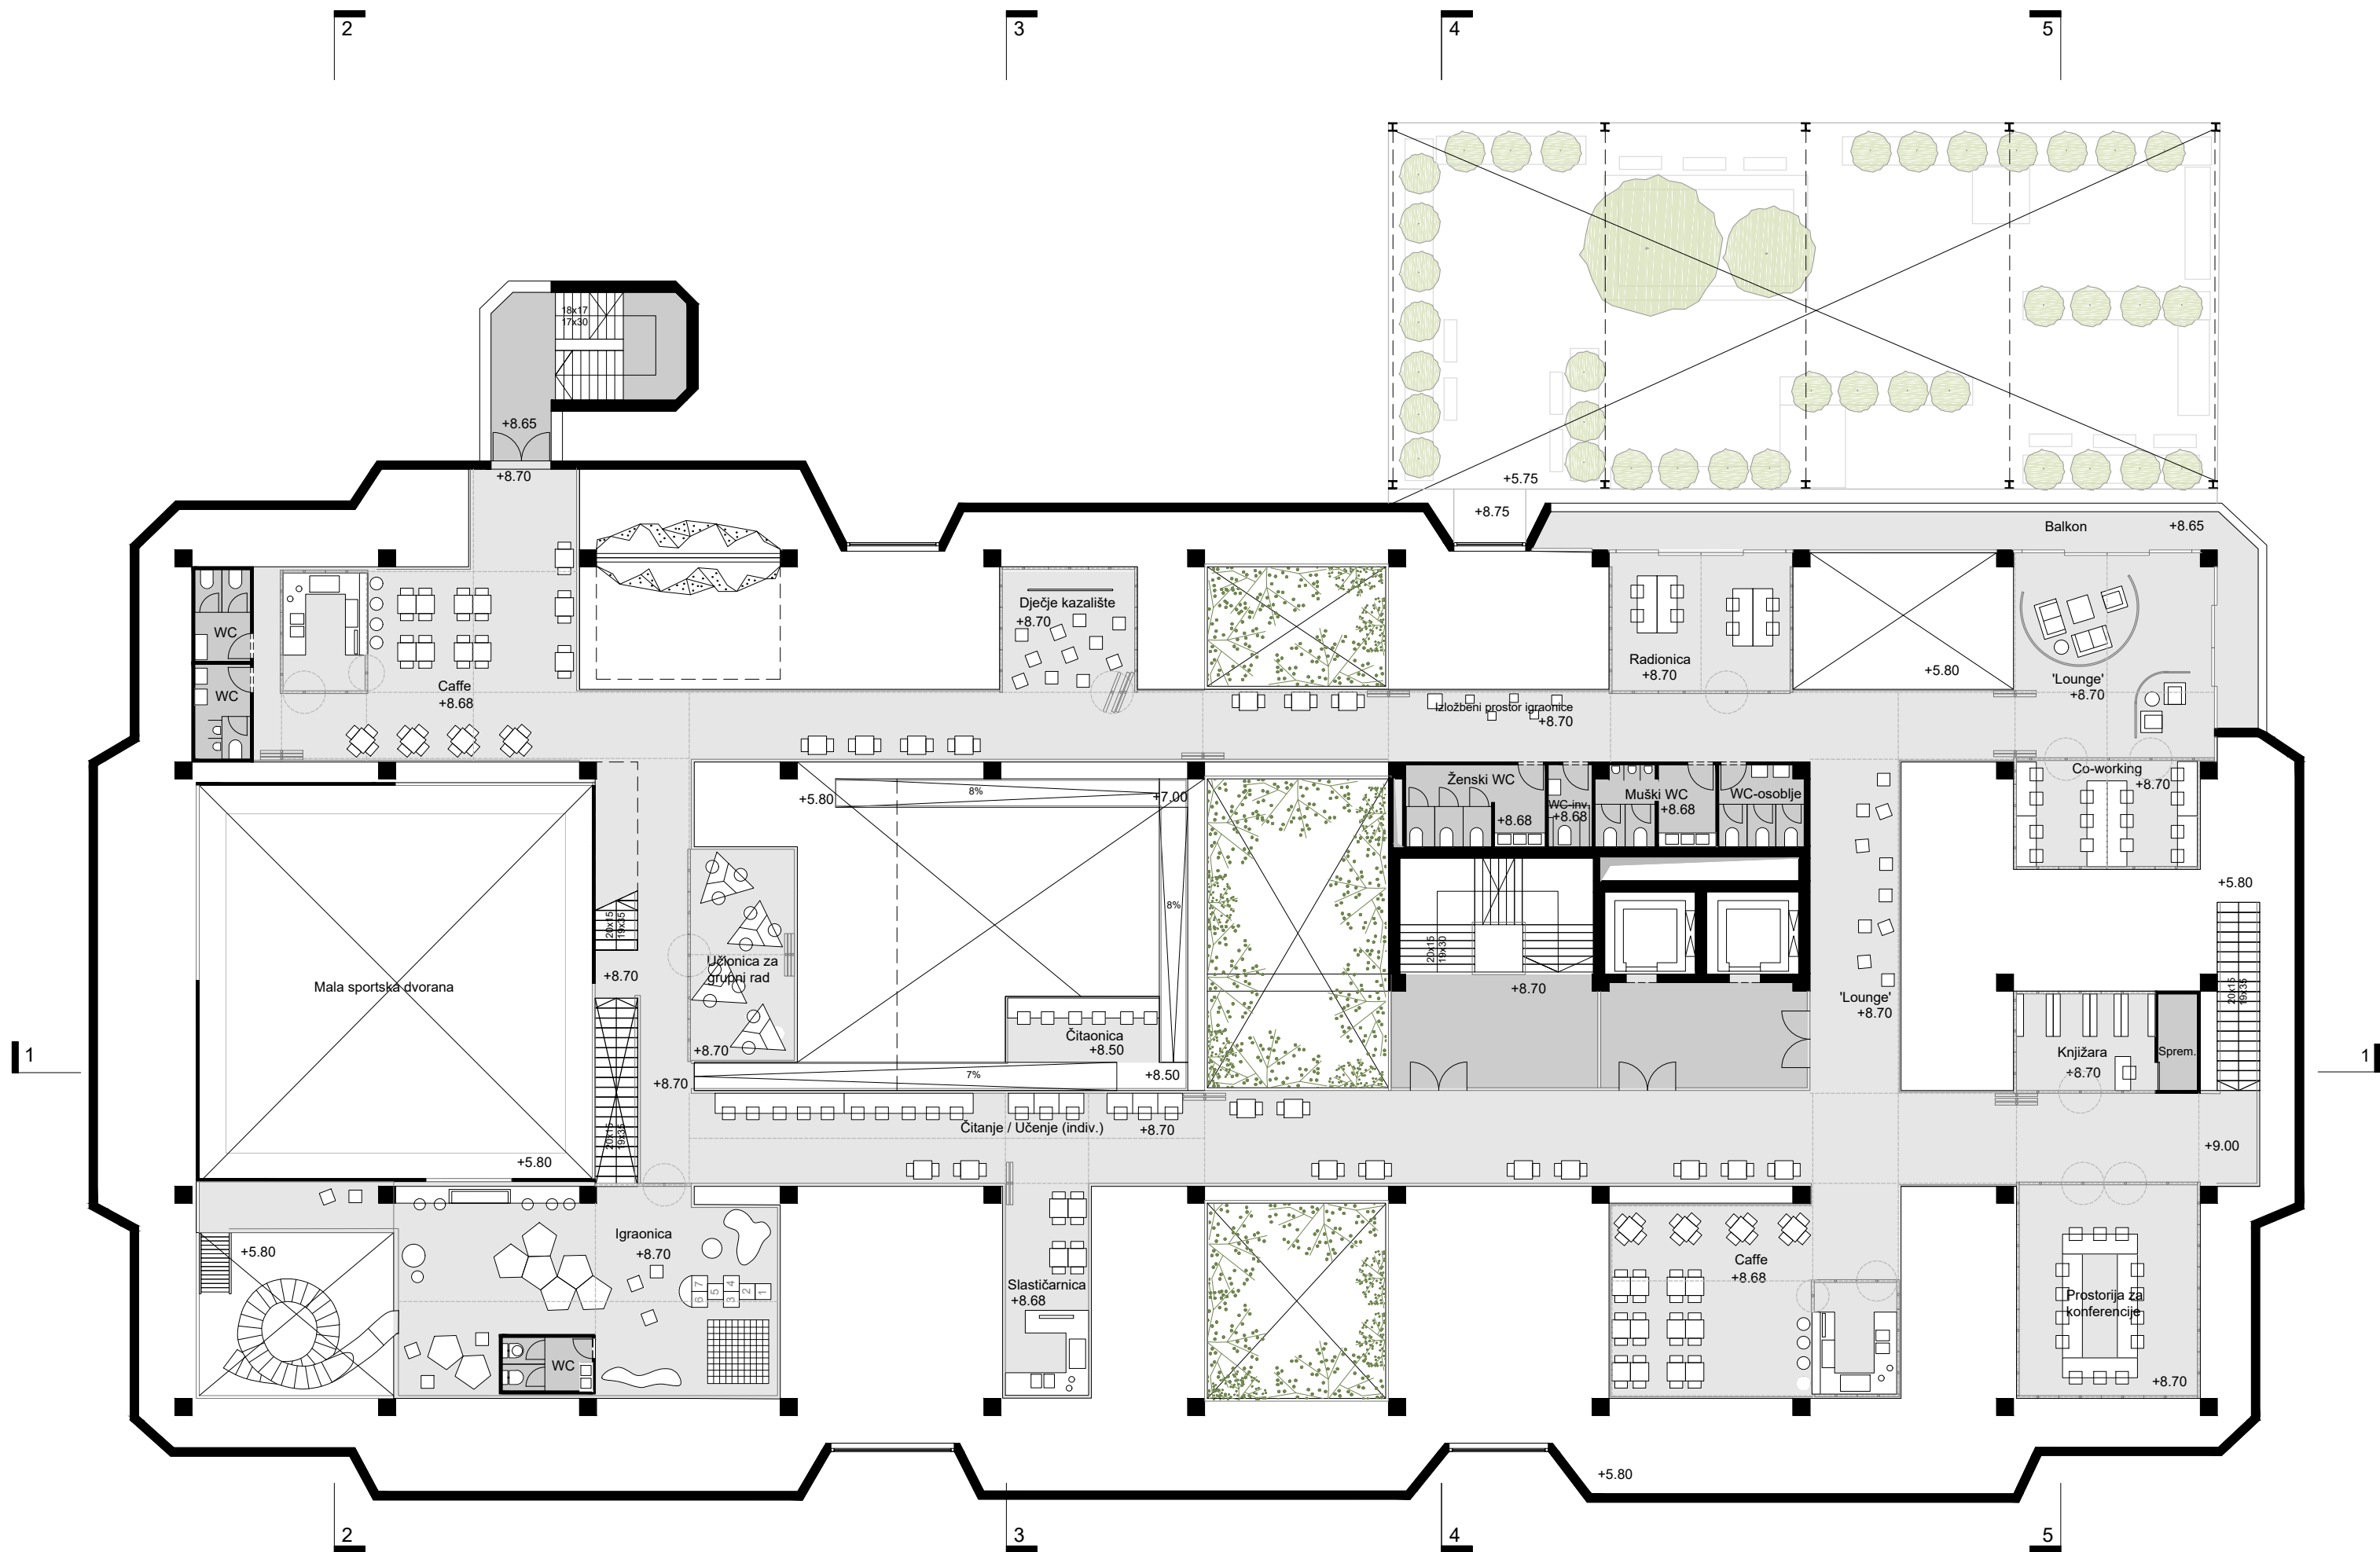 2
3
4
5
18x17
17x30
+8.65
+8.70
+5.75
+8.75
Balkon
+8.65
Dječje kazalište
+8.70
WC
WC
Caffe
+8.68
Radionica
+8.70
+5.80
'Lounge'
+8.70
Izložbeni prostor igraonice
+8.70
+5.80
8%
+7.00
Ženski WC
+8.68
WC-inv.
+8.68
Muški WC
+8.68
WC-osoblje
Co-working
+8.70
+5.80
8%
20x15
19x35
+8.70
Učionica za
grupni rad
+8.70
Mala sportska dvorana
+5.80
20x15
19x30
+8.70
'Lounge'
+8.70
20x15
19x35
Čitaonica
+8.50
+8.50
7%
1
1
Knjižara
+8.70
Sprem.
+8.70
20x15
19x35
Čitanje / Učenje (indiv.)
+8.70
+9.00
+5.80
Igraonica
+8.70
7
6
5
4
3
2
1
WC
Slastičarnica
+8.68
Caffe
+8.68
Prostorija za
konferencije
+8.70
+5.80
2
3
4
5